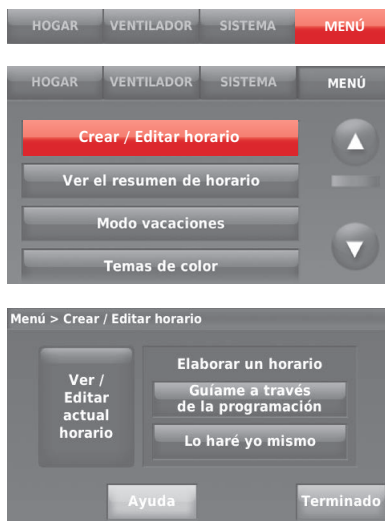 HOGAR VENTILADOR SISTEMA MENÚ
HOGAR VENTILADOR SISTEMA MENÚ
Crear / Editar horario
Ver el resumen de horario
Modo vacaciones
Temas de color
Menú > Crear / Editar horario
Ver /
Editar
actual
horario
Elaborar un horario
Guíame a través
de la programación
Lo haré yo mismo
Ayuda
Terminado